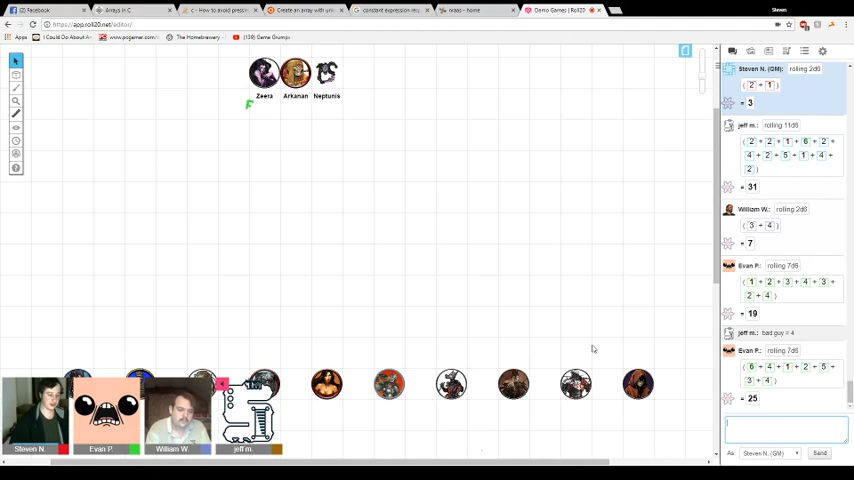 Steven
(2) Facebook
Arrays in C
c - How to avoid press
Create an array with uni
constant expression req
nraas - home
Demo Games | Roll20
https://app.roll20.net/editor/
I Could Do About
www.pogamer.com
The Homebrewery -
(139) Game Grumps
Zeera
Arkanan
Neptunis
Steven N. (GM): rolling 2d6
(2 + 1)
= 3
jeff m.: rolling 11d6
(2 + 2 + 1 + 6 + 2 +
4 + 2 + 5 + 1 + 4 +
2)
= 31
William W.: rolling 2d6
(3 + 4)
= 7
Evan P.: rolling 7d6
(1 + 2 + 3 + 4 + 3 +
2 + 4)
= 19
jeff m.: bad guy = 4
Evan P.: rolling 7d6
(6 + 4 + 1 + 2 + 5 +
3 + 4)
= 25
As: Steven N. (GM)
Send
Steven N.
Evan P.
William W.
jeff m.